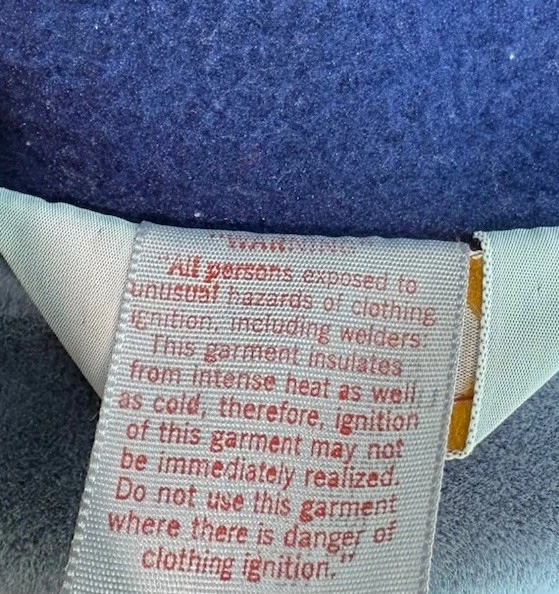 "WARNING:
"All persons exposed to
unusual hazards of clothing
ignition, including welders:
This garment insulates
from intense heat as well
as cold, therefore, ignition
of this garment may not
be immediately realized.
Do not use this garment
where there is danger of
clothing ignition."